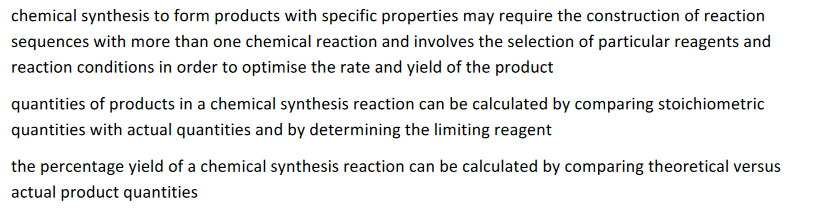 chemical synthesis to form products with specific properties may require the construction of reaction
sequences with more than one chemical reaction and involves the selection of particular reagents and
reaction conditions in order to optimise the rate and yield of the product
quantities of products in a chemical synthesis reaction can be calculated by comparing stoichiometric
quantities with actual quantities and by determining the limiting reagent
the percentage yield of a chemical synthesis reaction can be calculated by comparing theoretical versus
actual product quantities